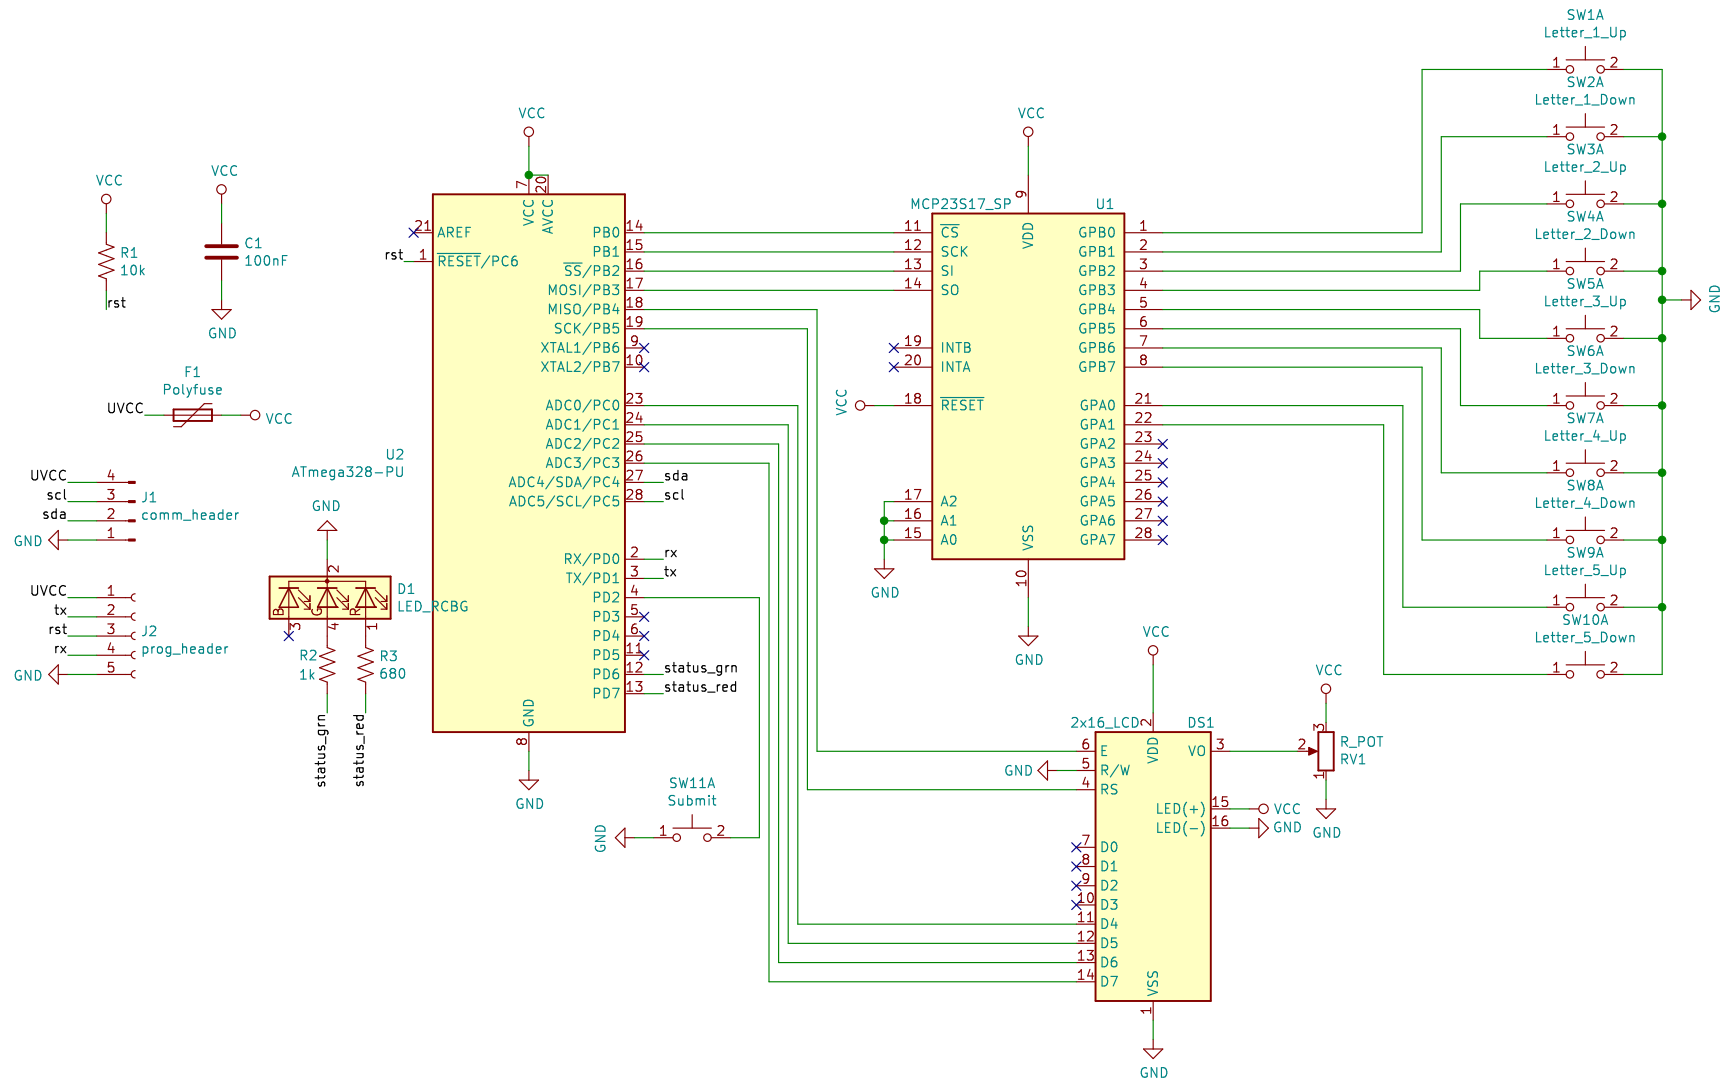 SW1A
Letter_1_Up
1 2
SW2A
Letter_1_Down
1 2
SW3A
Letter_2_Up
1 2
SW4A
Letter_2_Down
1 2
SW5A
Letter_3_Up
1 2
SW6A
Letter_3_Down
1 2
SW7A
Letter_4_Up
1 2
SW8A
Letter_4_Down
1 2
SW9A
Letter_5_Up
1 2
SW10A
Letter_5_Down
1 2
GND
VCC
R1
10k
rst
VCC
C1
100nF
GND
F1
Polyfuse
UVCC
VCC
UVCC 4
scl 3
sda 2
GND 1
J1
comm_header
UVCC 1
tx 2
rst 3
rx 4
GND 5
J2
prog_header
GND
2
B G R
3 4 1
D1
LED_RCBG
R2
1k
R3
680
status_grn
status_red
VCC
7 20
VCC AVCC
U2
ATmega328-PU
21 AREF
rst 1 RESET/PC6
PB0 14
PB1 15
SS/PB2 16
MOSI/PB3 17
MISO/PB4 18
SCK/PB5 19
XTAL1/PB6 9
XTAL2/PB7 10
ADC0/PC0 23
ADC1/PC1 24
ADC2/PC2 25
ADC3/PC3 26
ADC4/SDA/PC4 27 sda
ADC5/SCL/PC5 28 scl
RX/PD0 2 rx
TX/PD1 3 tx
PD2 4
PD3 5
PD4 6
PD5 11
PD6 12 status_grn
PD7 13 status_red
GND
8
GND
SW11A
Submit
GND 1 2
VCC
9
MCP23S17_SP U1
VDD
11 CS
12 SCK
13 SI
14 SO
19 INTB
20 INTA
VCC 18 RESET
17 A2
16 A1
15 A0
GND
GPB0 1
GPB1 2
GPB2 3
GPB3 4
GPB4 5
GPB5 6
GPB6 7
GPB7 8
GPA0 21
GPA1 22
GPA2 23
GPA3 24
GPA4 25
GPA5 26
GPA6 27
GPA7 28
VSS
10
GND
VCC
2
2x16_LCD DS1
VDD
6 E
GND 5 R/W
4 RS
7 D0
8 D1
9 D2
10 D3
11 D4
12 D5
13 D6
14 D7
VO 3
LED(+) 15 VCC
LED(-) 16 GND
VSS
1
GND
VCC
3
2
1
R_POT
RV1
GND